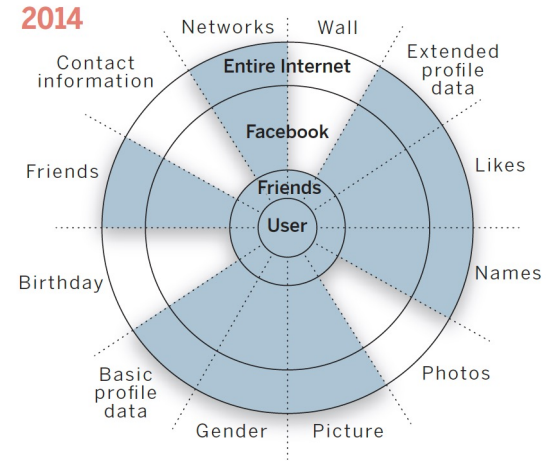 2014
Networks
Wall
Contact
information
Entire Internet
Extended
profile
data
Facebook
Friends
Likes
Friends
User
Birthday
Names
Basic
profile
data
Photos
Gender
Picture